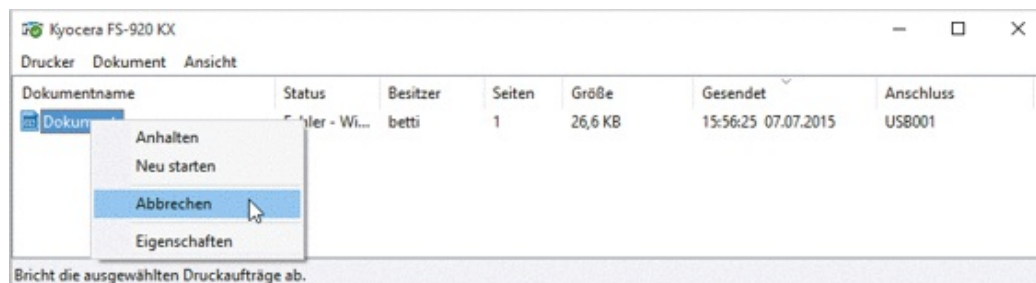 Kyocera FS-920 KX
Drucker Dokument Ansicht
Dokumentname Status Besitzer Seiten Größe Gesendet Anschluss
Wi... betti 1 26,6 KB 15:56:25 07.07.2015 USB001
Anhalten
Neu starten
Abbrechen
Eigenschaften
Bricht die ausgewählten Druckaufträge ab.